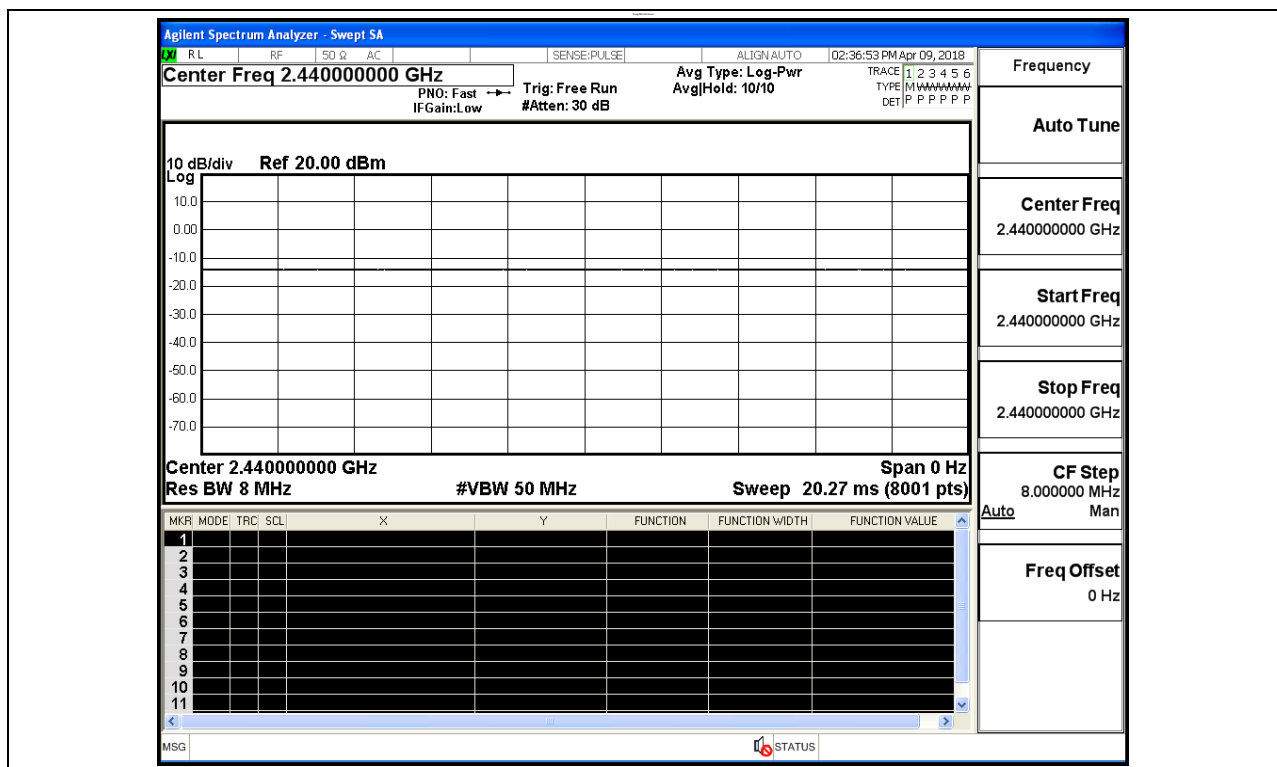 Agilent Spectrum Analyzer - Swept SA
LXI RL RF 50 Ω AC SENSE:PULSE ALIGN AUTO 02:36:53 PM Apr 09, 2018
Center Freq 2.440000000 GHz
PNO: Fast
IFGain:Low
Trig: Free Run
#Atten: 30 dB
Avg Type: Log-Pwr
Avg|Hold: 10/10
TRACE 1 2 3 4 5 6
TYPE M WWWWW
DET P P P P P P
10 dB/div Ref 20.00 dBm
Log
10.0
0.00
-10.0
-20.0
-30.0
-40.0
-50.0
-60.0
-70.0
Center 2.440000000 GHz Span 0 Hz
Res BW 8 MHz #VBW 50 MHz Sweep 20.27 ms (8001 pts)
MKR MODE TRC SCL X Y FUNCTION FUNCTION WIDTH FUNCTION VALUE
1
2
3
4
5
6
7
8
9
10
11
MSG STATUS
Frequency
Auto Tune
Center Freq
2.440000000 GHz
Start Freq
2.440000000 GHz
Stop Freq
2.440000000 GHz
CF Step
8.000000 MHz
Auto Man
Freq Offset
0 Hz